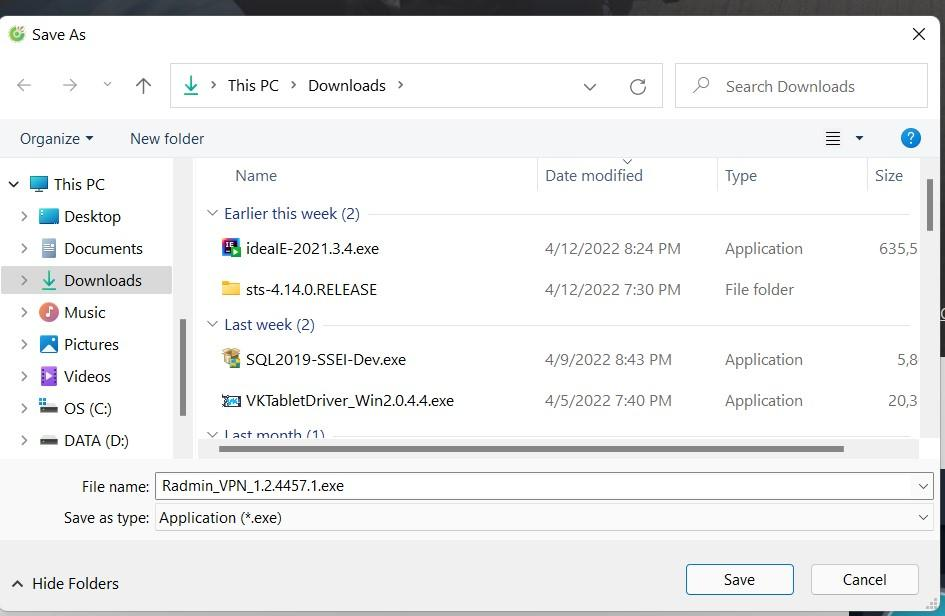 Save As
This PC > Downloads >
Search Downloads
Organize
New folder
?
Name Date modified Type Size
This PC
Desktop
Documents
Downloads
Music
Pictures
Videos
OS (C:)
DATA (D:)
Earlier this week (2)
ideaIE-2021.3.4.exe 4/12/2022 8:24 PM Application 635,5
sts-4.14.0.RELEASE 4/12/2022 7:30 PM File folder
Last week (2)
SQL2019-SSEI-Dev.exe 4/9/2022 8:43 PM Application 5,8
VKTabletDriver_Win2.0.4.4.exe 4/5/2022 7:40 PM Application 20,3
Last month (1)
File name: Radmin_VPN_1.2.4457.1.exe
Save as type: Application (*.exe)
Hide Folders
Save
Cancel